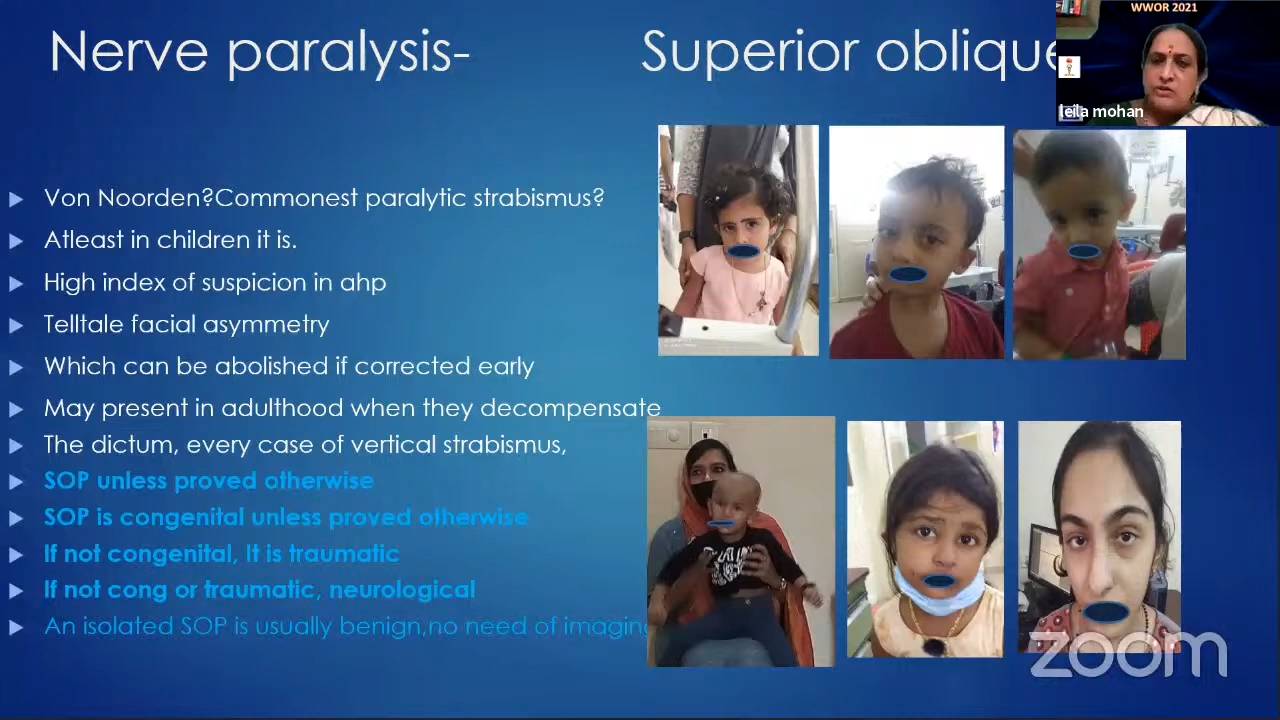 Nerve paralysis-
Superior oblique
WWOR 2021
leila mohan
Von Noorden?Commonest paralytic strabismus?
Atleast in children it is.
High index of suspicion in ahp
Telltale facial asymmetry
Which can be abolished if corrected early
May present in adulthood when they decompensate
The dictum, every case of vertical strabismus,
SOP unless proved otherwise
SOP is congenital unless proved otherwise
If not congenital, It is traumatic
If not cong or traumatic, neurological
An isolated SOP is usually benign,no need of imaging
zoom